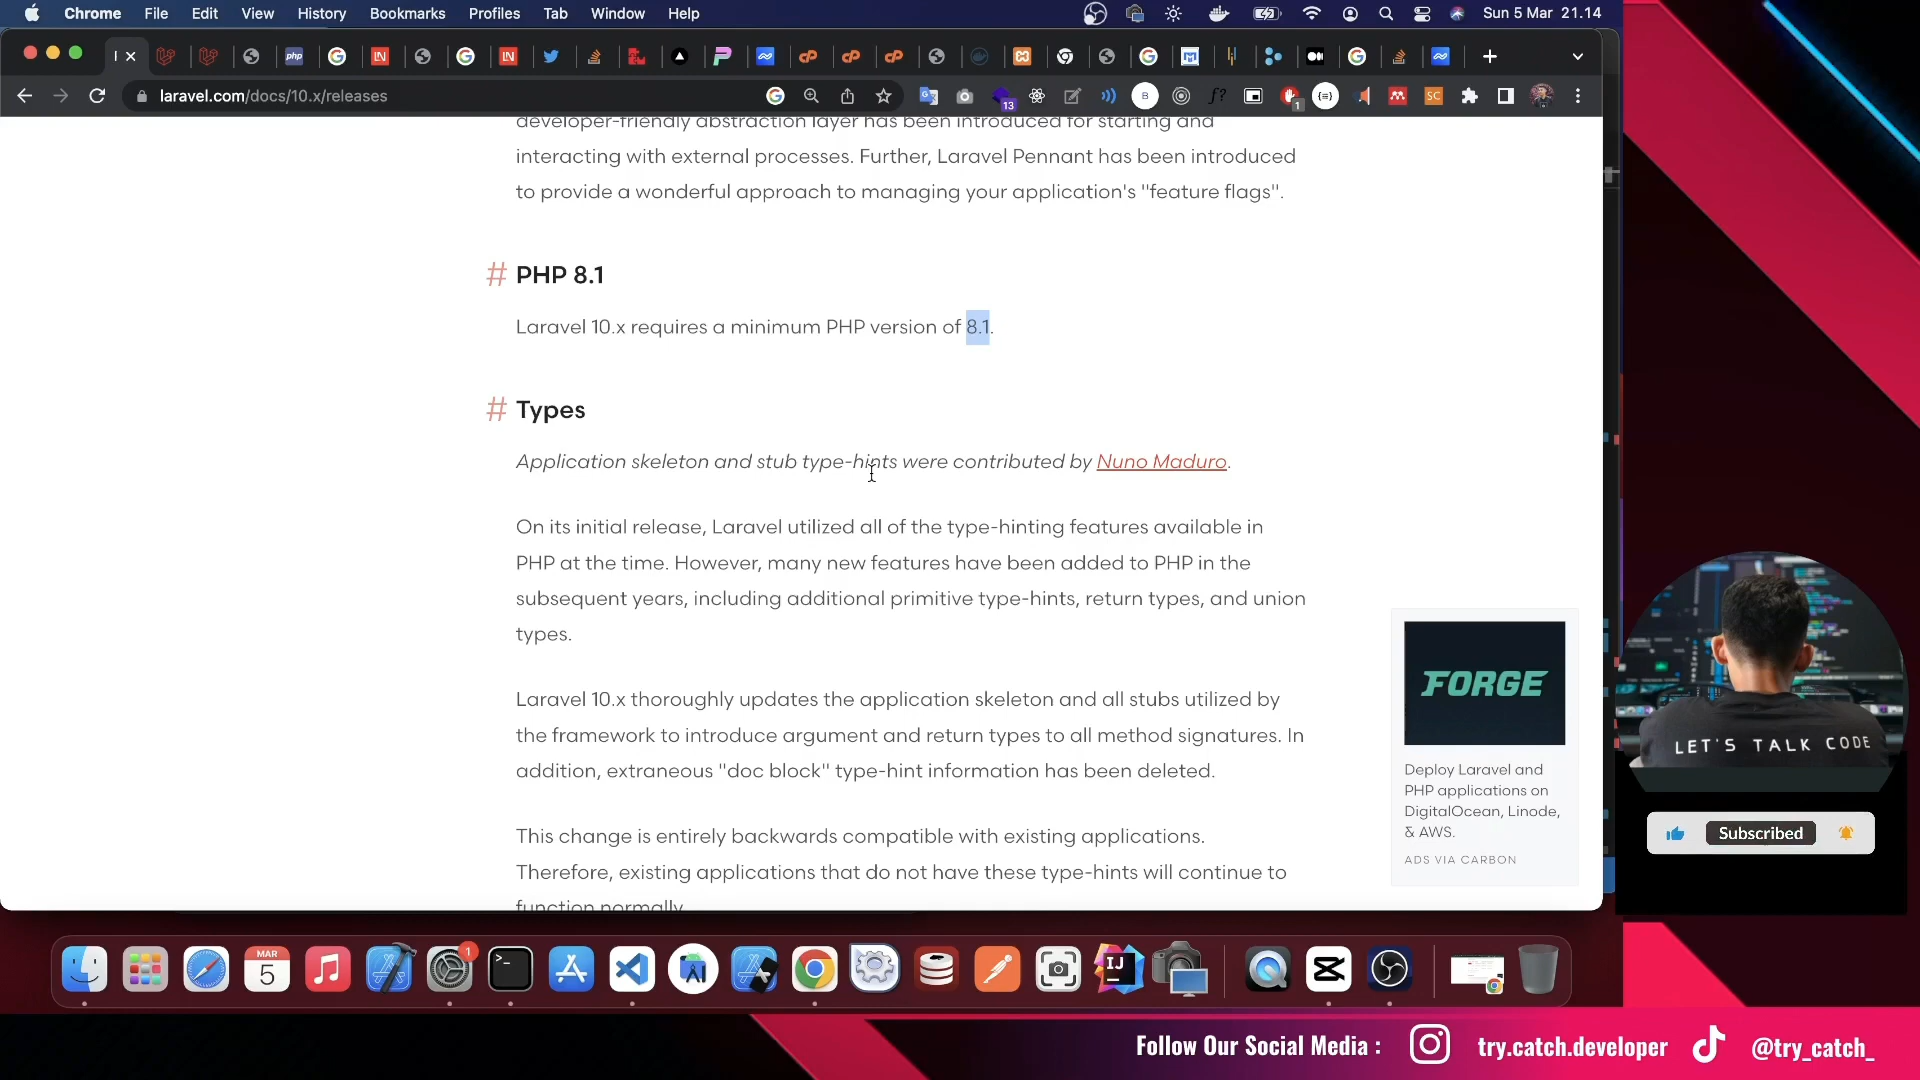 Chrome File Edit View History Bookmarks Profiles Tab Window Help Sun 5 Mar 21.14
laravel.com/docs/10.x/releases
13
1
developer-friendly abstraction layer has been introduced for starting and
interacting with external processes. Further, Laravel Pennant has been introduced
to provide a wonderful approach to managing your application's "feature flags".
# PHP 8.1
Laravel 10.x requires a minimum PHP version of 8.1.
# Types
Application skeleton and stub type-hints were contributed by Nuno Maduro.
On its initial release, Laravel utilized all of the type-hinting features available in
PHP at the time. However, many new features have been added to PHP in the
subsequent years, including additional primitive type-hints, return types, and union
types.
Laravel 10.x thoroughly updates the application skeleton and all stubs utilized by
the framework to introduce argument and return types to all method signatures. In
addition, extraneous "doc block" type-hint information has been deleted.
This change is entirely backwards compatible with existing applications.
Therefore, existing applications that do not have these type-hints will continue to
function normally
FORGE
Deploy Laravel and
PHP applications on
DigitalOcean, Linode,
& AWS.
ADS VIA CARBON
LET'S TALK CODE
Subscribed
MAR
5
1
IJ
Follow Our Social Media : try.catch.developer @try_catch_